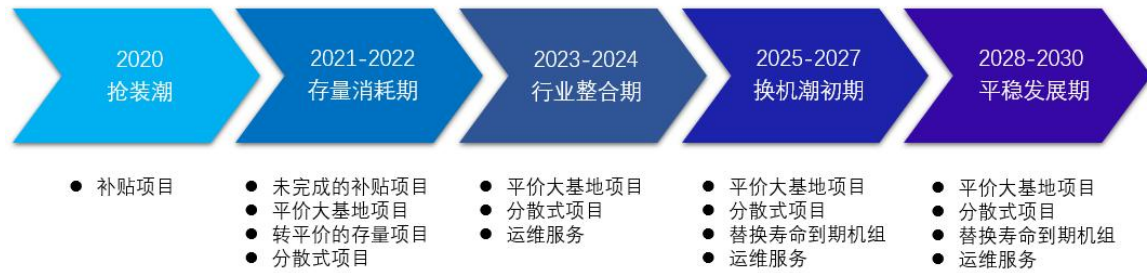 2020
抢装潮
2021-2022
存量消耗期
2023-2024
行业整合期
2025-2027
换机潮初期
2028-2030
平稳发展期
● 补贴项目
● 未完成的补贴项目
● 平价大基地项目
● 转平价的存量项目
● 分散式项目
● 平价大基地项目
● 分散式项目
● 运维服务
● 平价大基地项目
● 分散式项目
● 替换寿命到期机组
● 运维服务
● 平价大基地项目
● 分散式项目
● 替换寿命到期机组
● 运维服务